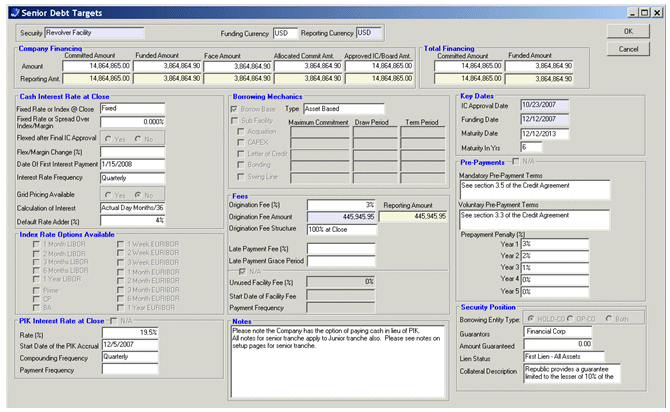 Senior Debt Targets
Security Revolver Facility Funding Currency USD Reporting Currency USD OK
Cancel
Company Financing Total Financing
Committed Amount Funded Amount Face Amount Allocated Commit Amt. Approved IC/Board Amt. Committed Amount Funded Amount
Amount 14,864,865.00 3,864,864.90 3,864,864.90 3,864,864.90 14,864,865.00 14,864,865.00 3,864,864.90
Reporting Amt. 14,864,865.00 3,864,864.90 3,864,864.90 3,864,864.90 14,864,865.00 14,864,865.00 3,864,864.90
Cash Interest Rate at Close
Fixed Rate or Index @ Close Fixed
Fixed Rate or Spread Over Index/Margin 0.000%
Flexed after Final IC Approval Yes No
Flex/Margin Change (%)
Date Of First Interest Payment 1/15/2008
Interest Rate Frequency Quarterly
Grid Pricing Available Yes No
Calculation of Interest Actual Day Months/36
Default Rate Adder (%) 4%
Index Rate Options Available
1 Month LIBOR 1 Week EURIBOR
2 Month LIBOR 2 Week EURIBOR
3 Months LIBOR 3 Week EURIBOR
6 Months LIBOR 1 Month EURIBOR
1 Year LIBOR 2 Month EURIBOR
Prime 3 Month EURIBOR
CP 6 Month EURIBOR
BA 1 Year EURIBOR
PIK Interest Rate at Close N/A
Rate (%) 19.5%
Start Date of the PIK Accrual 12/5/2007
Compounding Frequency Quarterly
Payment Frequency
Borrowing Mechanics
Borrow Base Type Asset Based
Sub Facility Maximum Commitment Draw Period Term Period
Acquisition
CAPEX
Letter of Credit
Bonding
Swing Line
Fees
Origination Fee (%) 3% Reporting Amount
Origination Fee Amount 445,945.95 445,945.95
Origination Fee Structure 100% at Close
Late Payment Fee (%)
Late Payment Grace Period
N/A
Unused Facility Fee (%) 0%
Start Date of Facility Fee
Payment Frequency
Notes
Please note the Company has the option of paying cash in lieu of PIK.
All notes for senior tranche apply to Junior tranche also. Please see notes on
setup pages for senior tranche.
Key Dates
IC Approval Date 10/23/2007
Funding Date 12/12/2007
Maturity Date 12/12/2013
Maturity In Yrs 6
Pre-Payments N/A
Mandatory Pre-Payment Terms
See section 3.5 of the Credit Agreement
Voluntary Pre-Payment Terms
See section 3.3 of the Credit Agreement
Prepayment Penalty (%)
Year 1 3%
Year 2 2%
Year 3 1%
Year 4 0%
Year 5 0%
Security Position
Borrowing Entity Type: HOLD-CO OP-CO Both
Guarantors Financial Corp
Amount Guaranteed 0.00
Lien Status First Lien - All Assets
Collateral Description Republic provides a guarantee
limited to the lesser of 10% of the